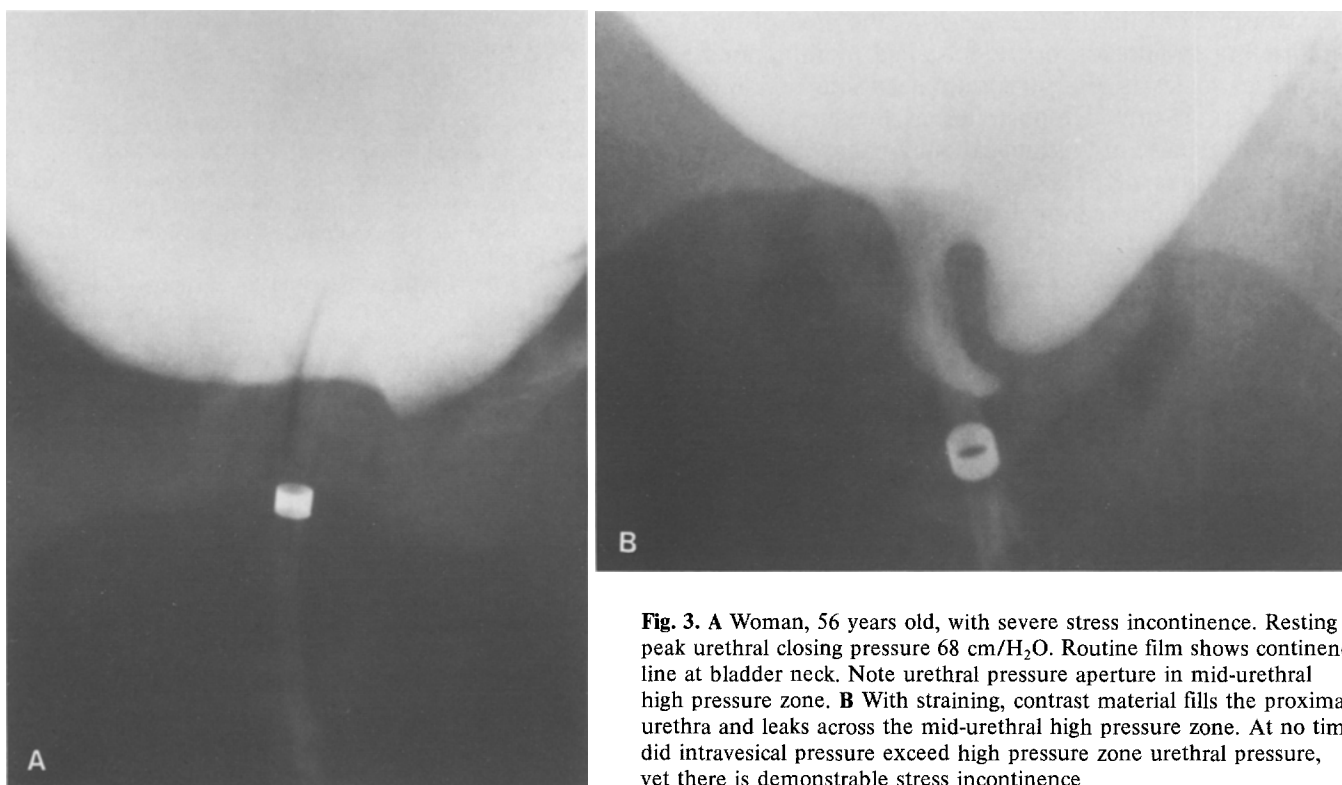 A
B
Fig. 3. A Woman, 56 years old, with severe stress incontinence. Resting
peak urethral closing pressure 68 cm/H₂O. Routine film shows continen
line at bladder neck. Note urethral pressure aperture in mid-urethral
high pressure zone. B With straining, contrast material fills the proxima
urethra and leaks across the mid-urethral high pressure zone. At no tim
did intravesical pressure exceed high pressure zone urethral pressure,
yet there is demonstrable stress incontinence